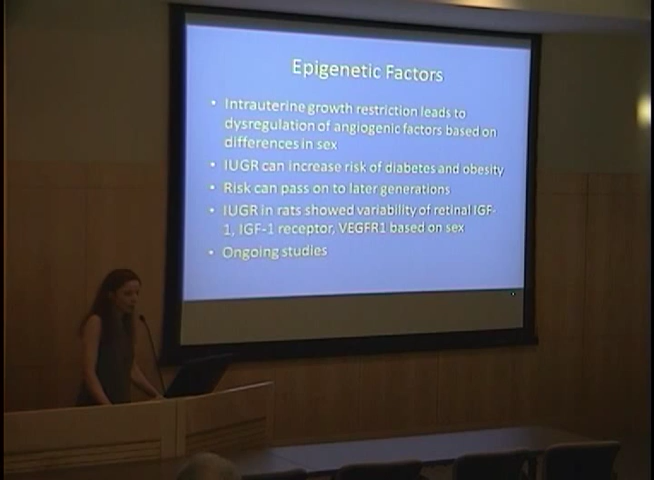 Epigenetic Factors
• Intrauterine growth restriction leads to
dysregulation of angiogenic factors based on
differences in sex
• IUGR can increase risk of diabetes and obesity
• Risk can pass on to later generations
• IUGR in rats showed variability of retinal IGF-
1, IGF-1 receptor, VEGFR1 based on sex
• Ongoing studies